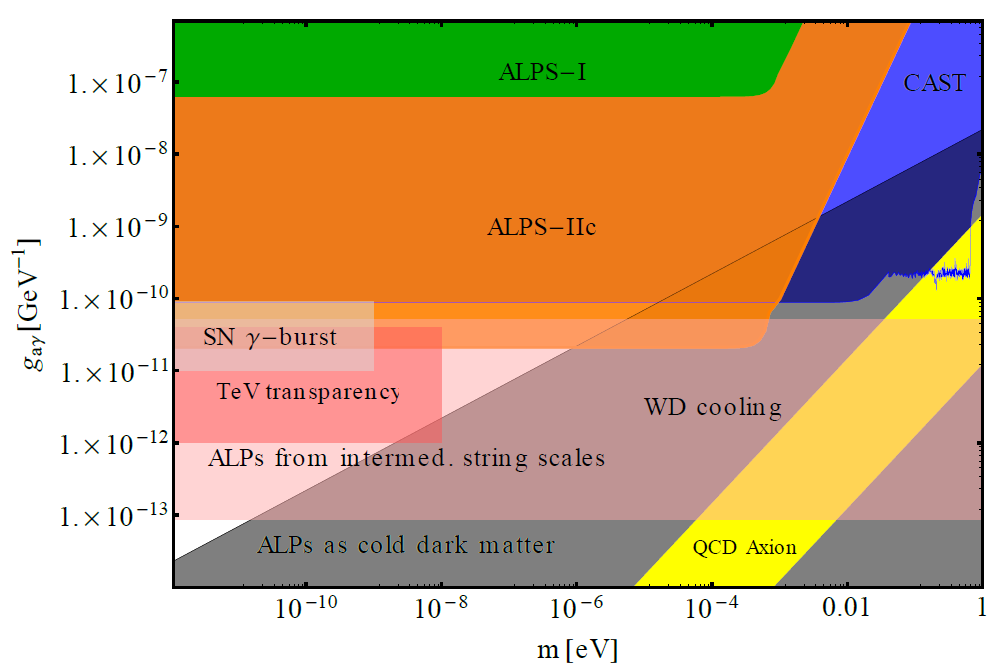 ALPS−I
1.×10⁻⁷
CAST
1.×10⁻⁸
ALPS−IIc
1.×10⁻⁹
gₐᵧ [GeV⁻¹]
1.×10⁻¹⁰
SN γ−burst
1.×10⁻¹¹
TeV transparency
WD cooling
1.×10⁻¹²
ALPs from intermed. string scales
1.×10⁻¹³
ALPs as cold dark matter
QCD Axion
10⁻¹⁰ 10⁻⁸ 10⁻⁶ 10⁻⁴ 0.01 1
m [eV]